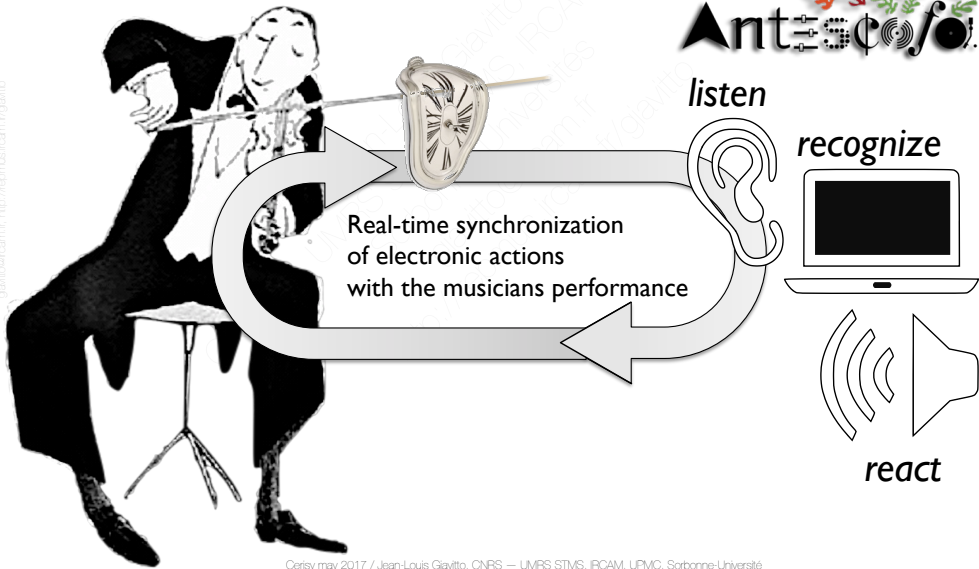 Antescofo
listen
recognize
Real-time synchronization
of electronic actions
with the musicians performance
react
Cerisy may 2017 / Jean-Louis Giavitto, CNRS — UMRS STMS, IRCAM, UPMC, Sorbonne-Université